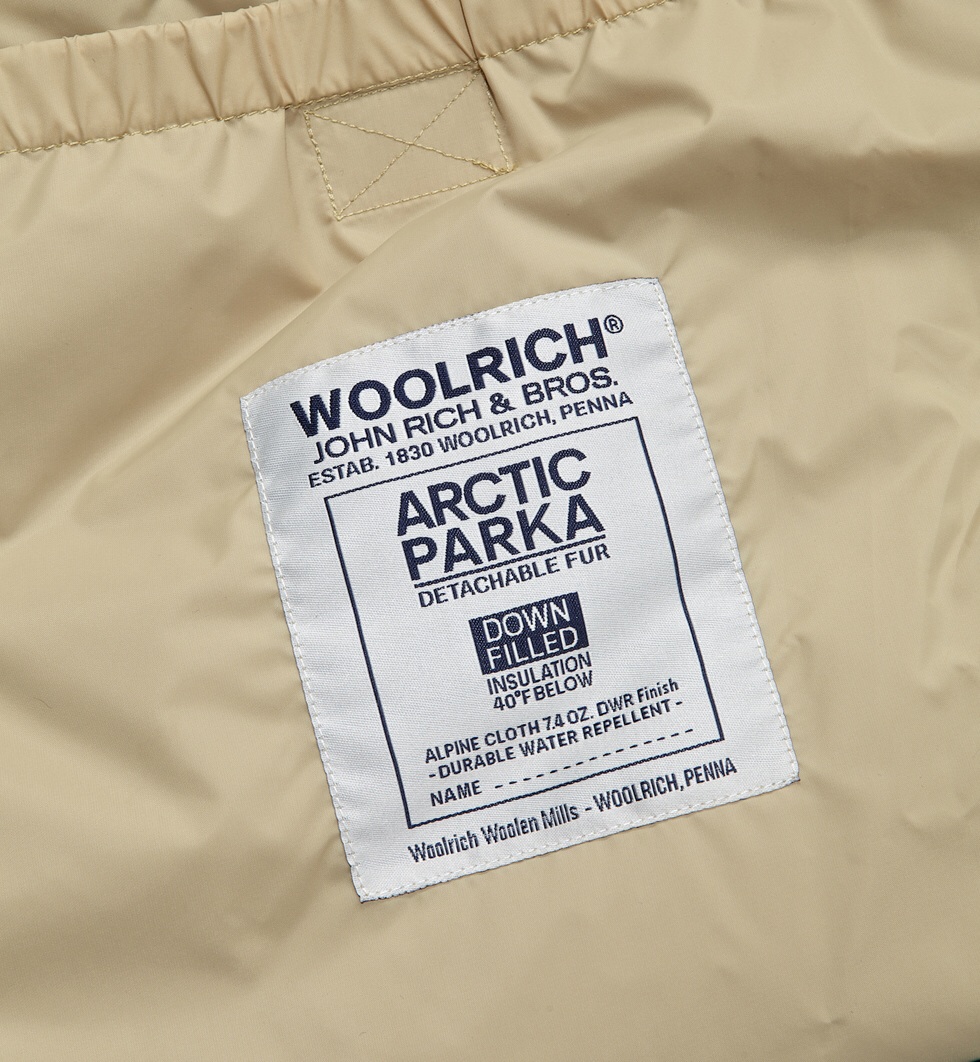 WOOLRICH®
JOHN RICH & BROS.
ESTAB. 1830 WOOLRICH, PENNA
ARCTIC
PARKA
DETACHABLE FUR
DOWN
FILLED
INSULATION
40°F BELOW
ALPINE CLOTH 7.4 OZ. DWR Finish
- DURABLE WATER REPELLENT -
NAME - - - - - - - - - - - - - -
Woolrich Woolen Mills - WOOLRICH, PENNA